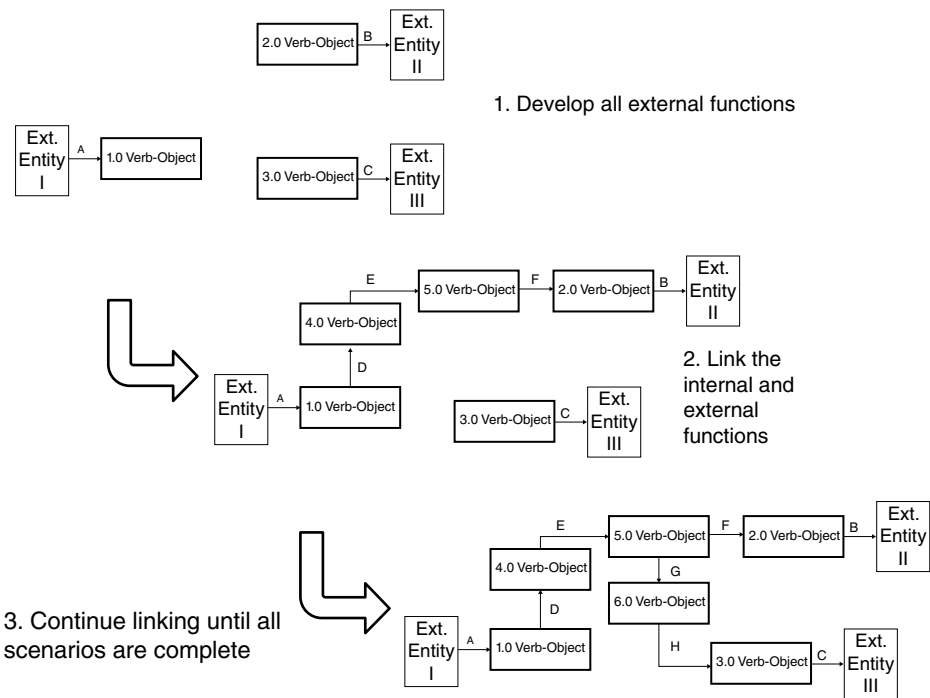 Ext.
Entity
II
2.0 Verb-Object
B
1. Develop all external functions
Ext.
Entity
I
A
1.0 Verb-Object
3.0 Verb-Object
C
Ext.
Entity
III
E
5.0 Verb-Object
F
2.0 Verb-Object
B
Ext.
Entity
II
4.0 Verb-Object
D
Ext.
Entity
I
A
1.0 Verb-Object
2. Link the
internal and
external
functions
3.0 Verb-Object
C
Ext.
Entity
III
E
5.0 Verb-Object
F
2.0 Verb-Object
B
Ext.
Entity
II
4.0 Verb-Object
G
6.0 Verb-Object
D
3. Continue linking until all
scenarios are complete
Ext.
Entity
I
A
1.0 Verb-Object
H
3.0 Verb-Object
C
Ext.
Entity
III